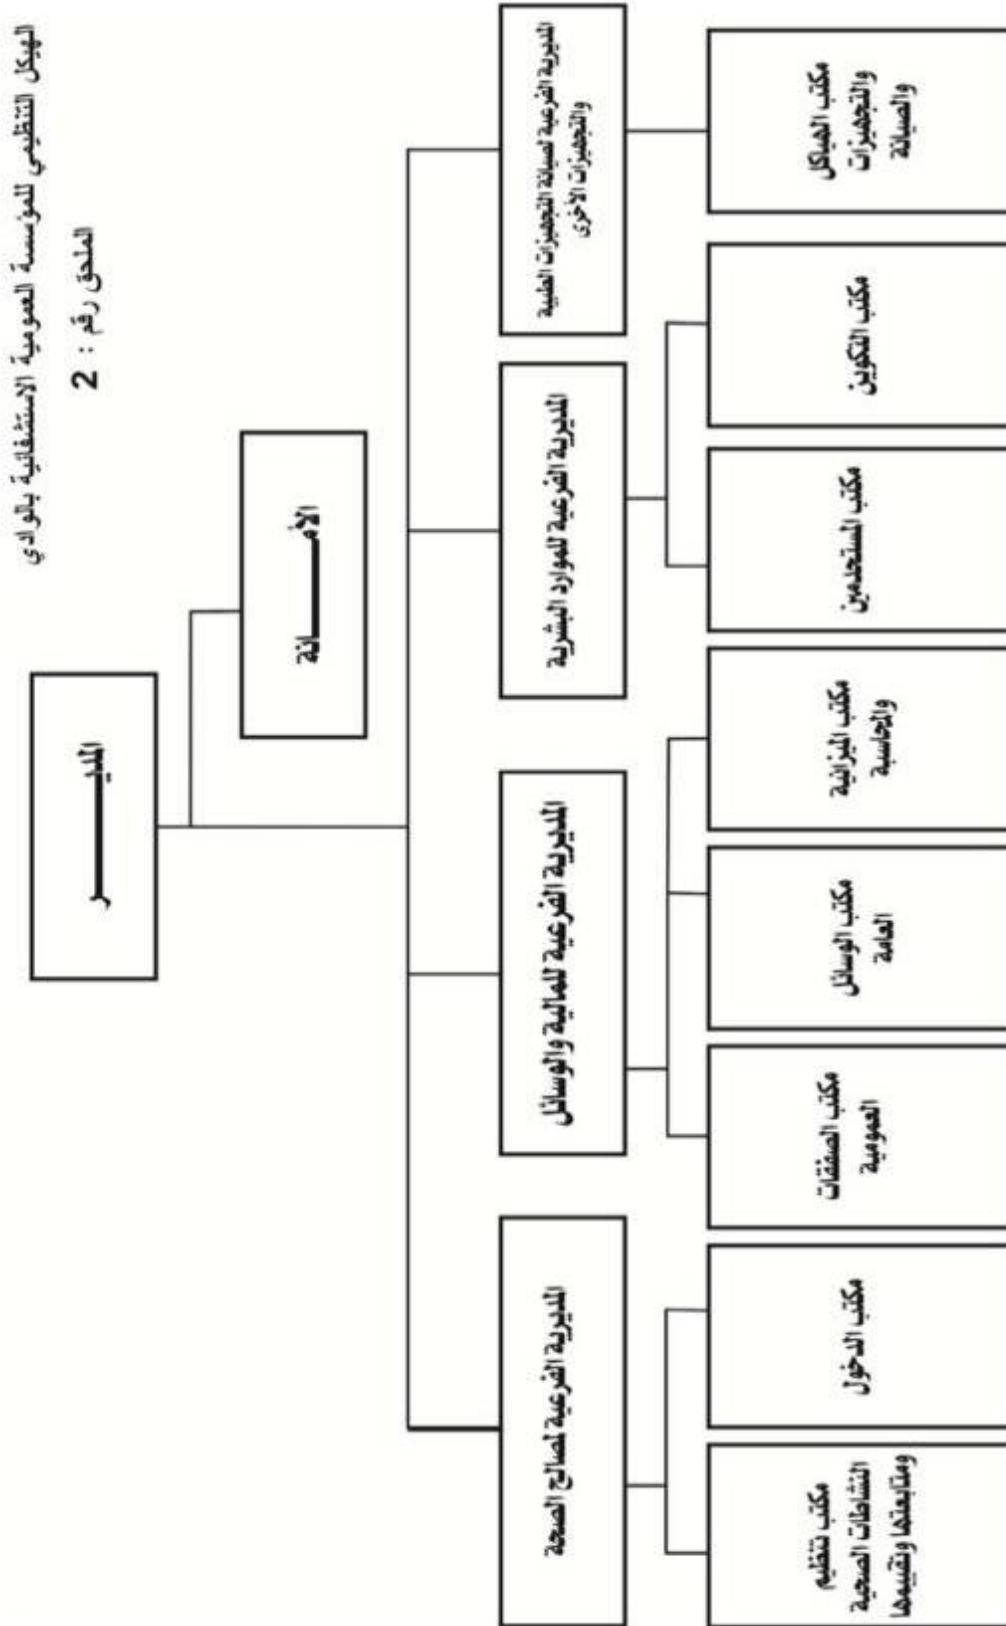 الهيكل التنظيمي للمؤسسة العمومية الاستشفائية بالوادي
الملحق رقم : 2
المديـــــــر
الأمـــــــانة
المديرية الفرعية لصيانة التجهيزات الطبية
والتجهيزات الأخرى
المديرية الفرعية للموارد البشرية
المديرية الفرعية للمالية والوسائل
المديرية الفرعية لمصالح الصحة
مكتب الهياكل
والتجهيزات
والصيانة
مكتب التكوين
مكتب المستخدمين
مكتب الميزانية
والمحاسبة
مكتب الوسائل
العامة
مكتب الصفقات
العمومية
مكتب الدخول
مكتب تنظيم
النشاطات الصحية
ومتابعتها وتقييمها